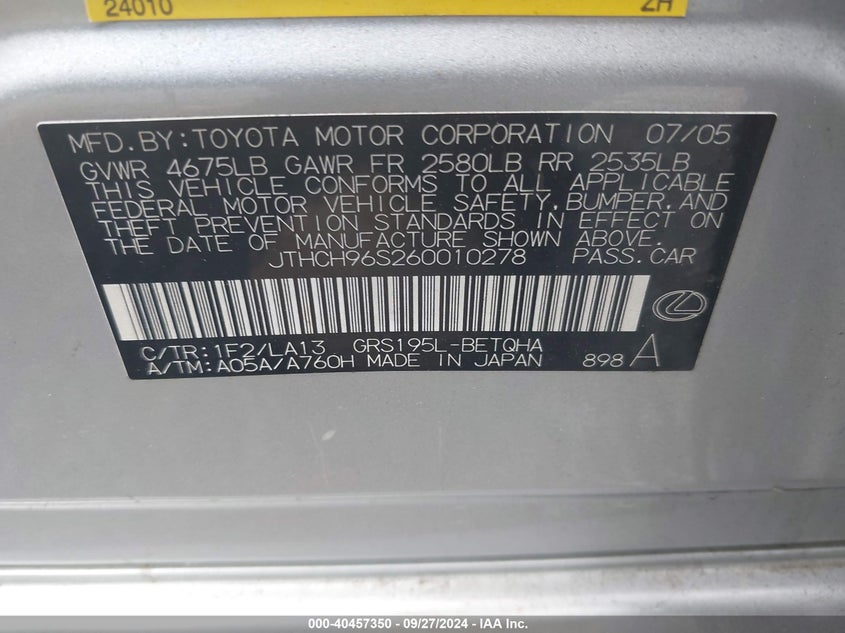 24010 2H
MFD.BY:TOYOTA MOTOR CORPORATION 07/05
GVWR 4675LB GAWR FR 2580LB RR 2535LB
THIS VEHICLE CONFORMS TO ALL APPLICABLE
FEDERAL MOTOR VEHICLE SAFETY,BUMPER,AND
THEFT PREVENTION STANDARDS IN EFFECT ON
THE DATE OF MANUFACTURE SHOWN ABOVE.
JTHCH96S260010278 PASS.CAR
C/TR:1F2/LA13 GRS195L-BETQHA
A/TM:A05A/A760H MADE IN JAPAN 898 A
000-40457350 - 09/27/2024 - IAA Inc.